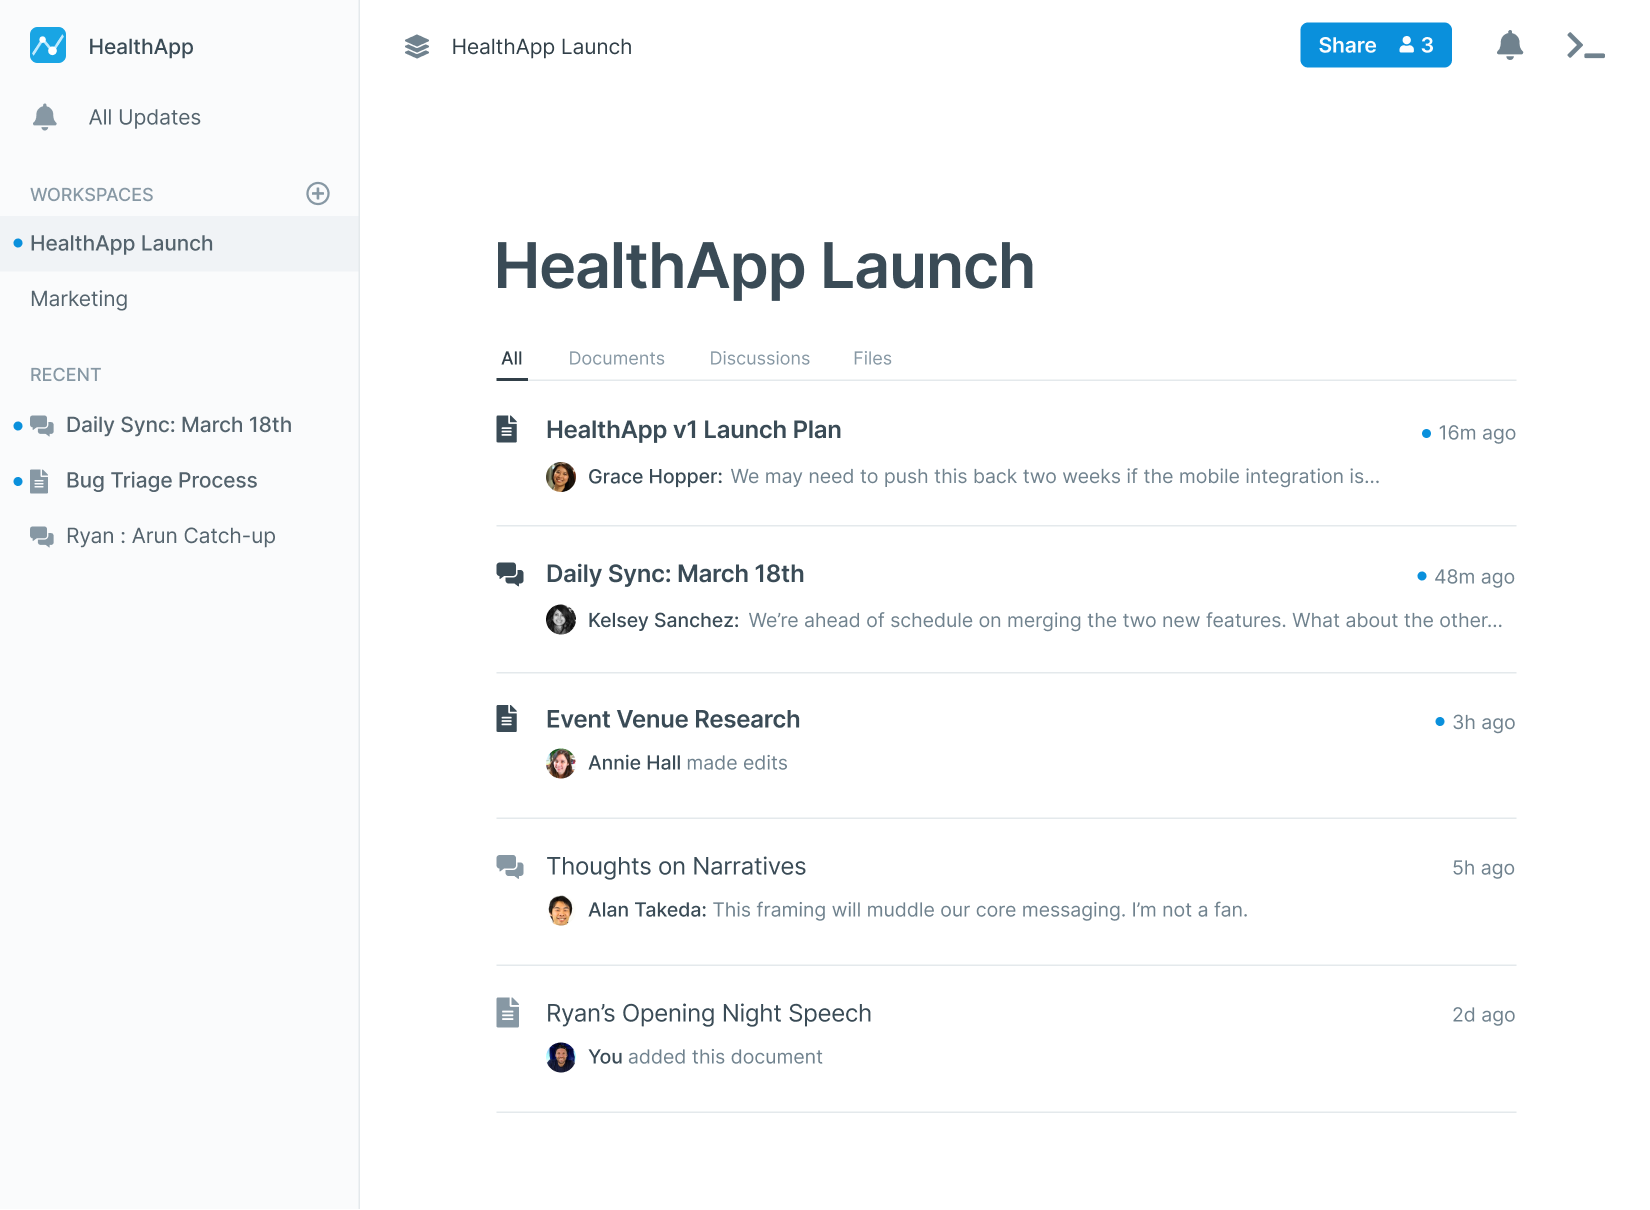 HealthApp
All Updates
WORKSPACES
HealthApp Launch
Marketing
RECENT
Daily Sync: March 18th
Bug Triage Process
Ryan : Arun Catch-up
HealthApp Launch
Share 3
HealthApp Launch
All Documents Discussions Files
HealthApp v1 Launch Plan 16m ago
Grace Hopper: We may need to push this back two weeks if the mobile integration is...
Daily Sync: March 18th 48m ago
Kelsey Sanchez: We’re ahead of schedule on merging the two new features. What about the other...
Event Venue Research 3h ago
Annie Hall made edits
Thoughts on Narratives 5h ago
Alan Takeda: This framing will muddle our core messaging. I’m not a fan.
Ryan’s Opening Night Speech 2d ago
You added this document